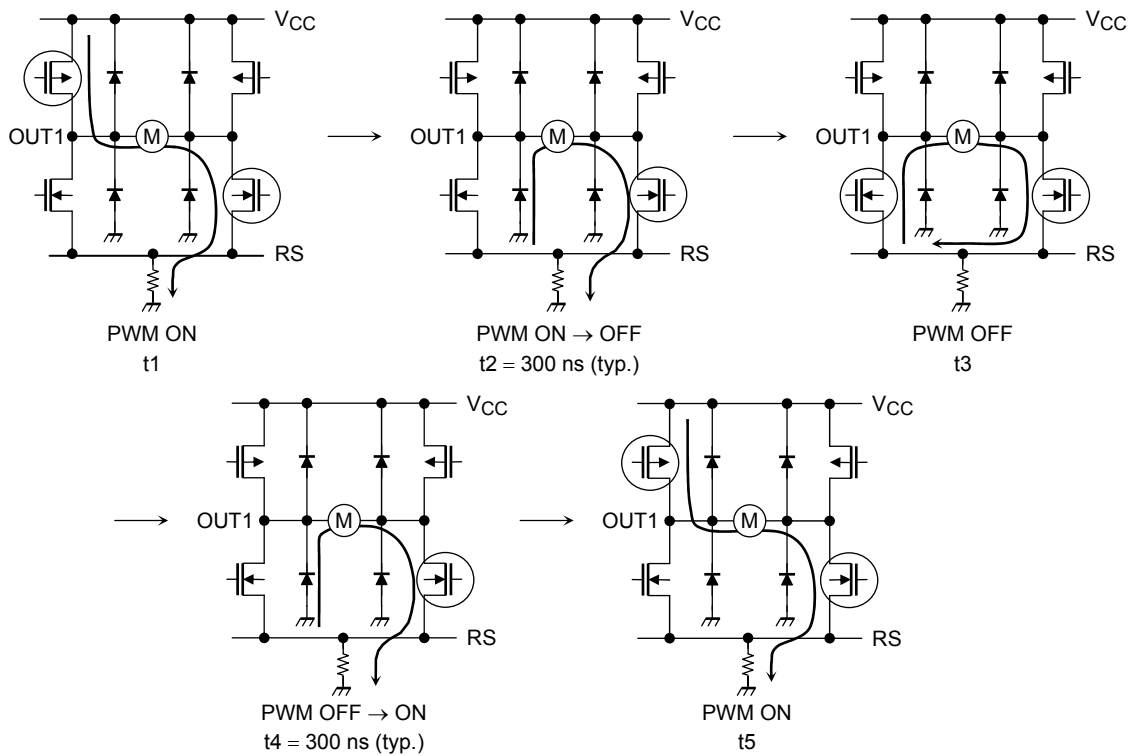 VCC
OUT1
M
RS
PWM ON
t1
VCC
OUT1
M
RS
PWM ON → OFF
t2 = 300 ns (typ.)
VCC
OUT1
M
RS
PWM OFF
t3
VCC
OUT1
M
RS
PWM OFF → ON
t4 = 300 ns (typ.)
VCC
OUT1
M
RS
PWM ON
t5